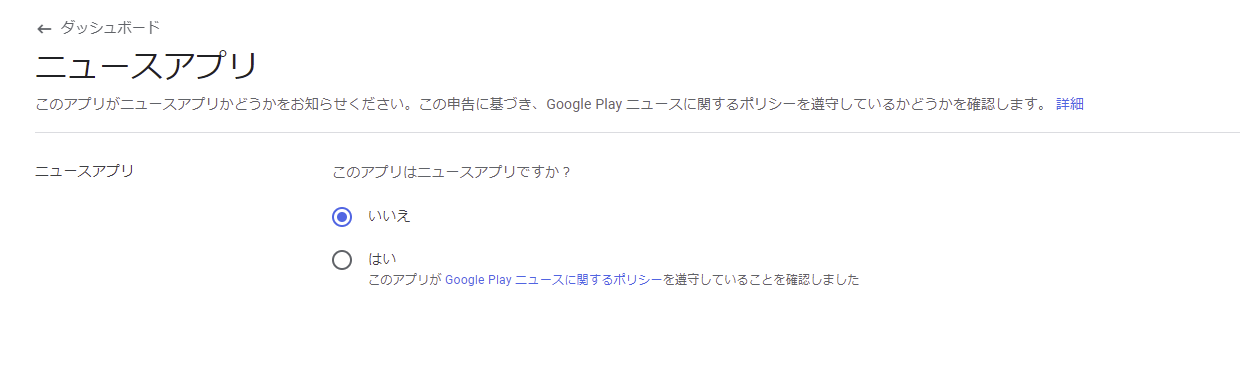 ← ダッシュボード
ニュースアプリ
このアプリがニュースアプリかどうかをお知らせください。この申告に基づき、Google Play ニュースに関するポリシーを遵守しているかどうかを確認します。 詳細
ニュースアプリ
このアプリはニュースアプリですか？
いいえ
はい
このアプリが Google Play ニュースに関するポリシーを遵守していることを確認しました